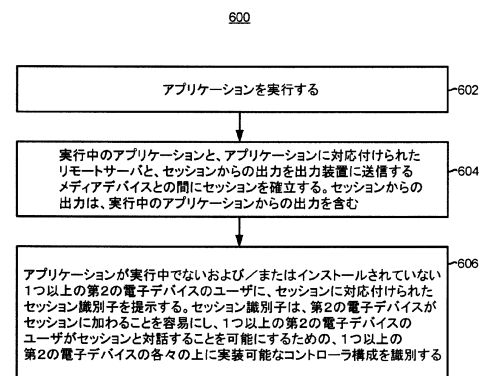 600
アプリケーションを実行する
602
実行中のアプリケーションと、アプリケーションに対応付けられた
リモートサーバと、セッションからの出力を出力装置に送信する
メディアデバイスとの間にセッションを確立する。セッションからの
出力は、実行中のアプリケーションからの出力を含む
604
アプリケーションが実行中でないおよび／またはインストールされていない
1つ以上の第2の電子デバイスのユーザに、セッションに対応付けられた
セッション識別子を提示する。セッション識別子は、第2の電子デバイスが
セッションに加わることを容易にし、1つ以上の第2の電子デバイスの
ユーザがセッションと対話することを可能にするための、1つ以上の
第2の電子デバイスの各々の上に実装可能なコントローラ構成を識別する
606